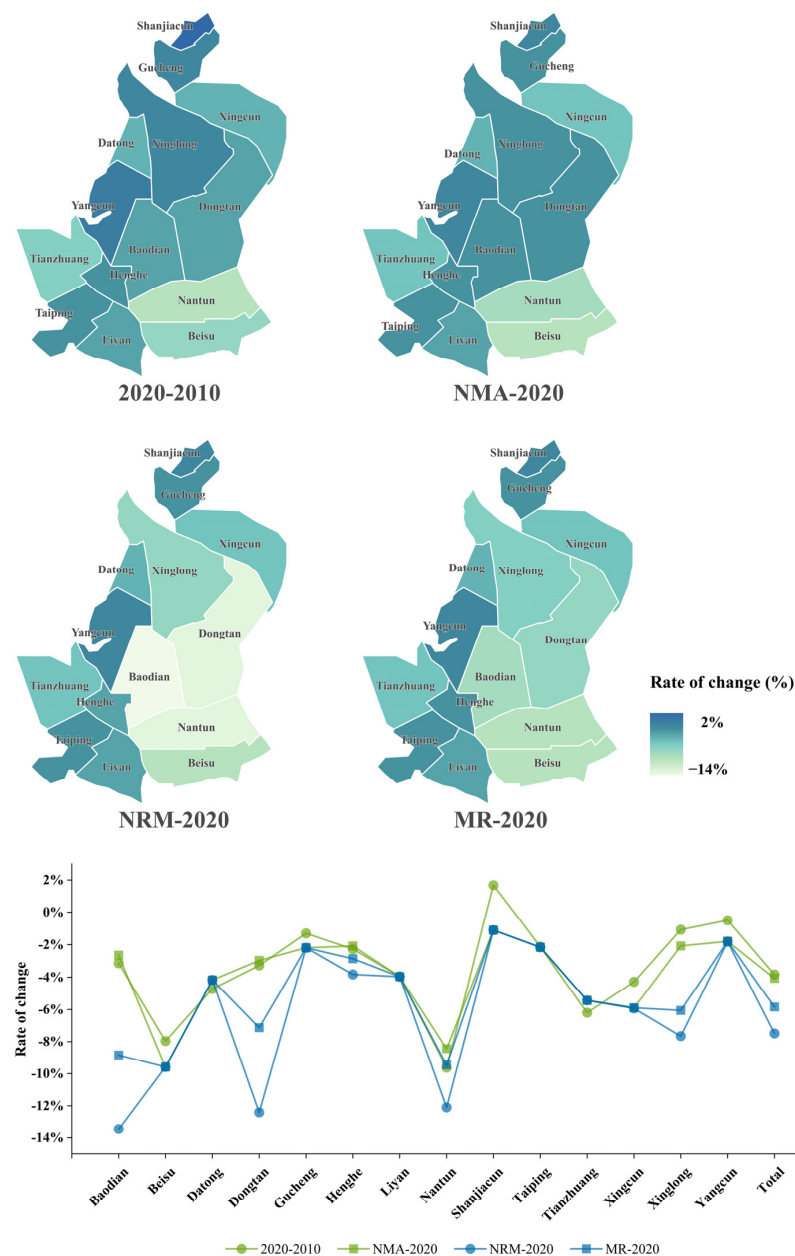 Shanjiacun
Gucheng
Xingcun
Datong
Xinglong
Yangcun
Dongtan
Tianzhuang
Baodian
Henghe
Nantun
Taiping
Liyan
Beisu
2020-2010
Shanjiacun
Gucheng
Xingcun
Datong
Xinglong
Yangcun
Dongtan
Tianzhuang
Baodian
Henghe
Nantun
Taiping
Liyan
Beisu
NMA-2020
Shanjiacun
Gucheng
Xingcun
Datong
Xinglong
Yangcun
Dongtan
Tianzhuang
Baodian
Henghe
Nantun
Taiping
Liyan
Beisu
NRM-2020
Shanjiacun
Gucheng
Xingcun
Datong
Xinglong
Yangcun
Dongtan
Tianzhuang
Baodian
Henghe
Nantun
Taiping
Liyan
Beisu
MR-2020
Rate of change (%)
2%
−14%
Rate of change
2%
0%
-2%
-4%
-6%
-8%
-10%
-12%
-14%
Baodian
Beisu
Datong
Dongtan
Gucheng
Henghe
Liyan
Nantun
Shanjiacun
Taiping
Tianzhuang
Xingcun
Xinglong
Yangcun
Total
2020-2010 NMA-2020 NRM-2020 MR-2020